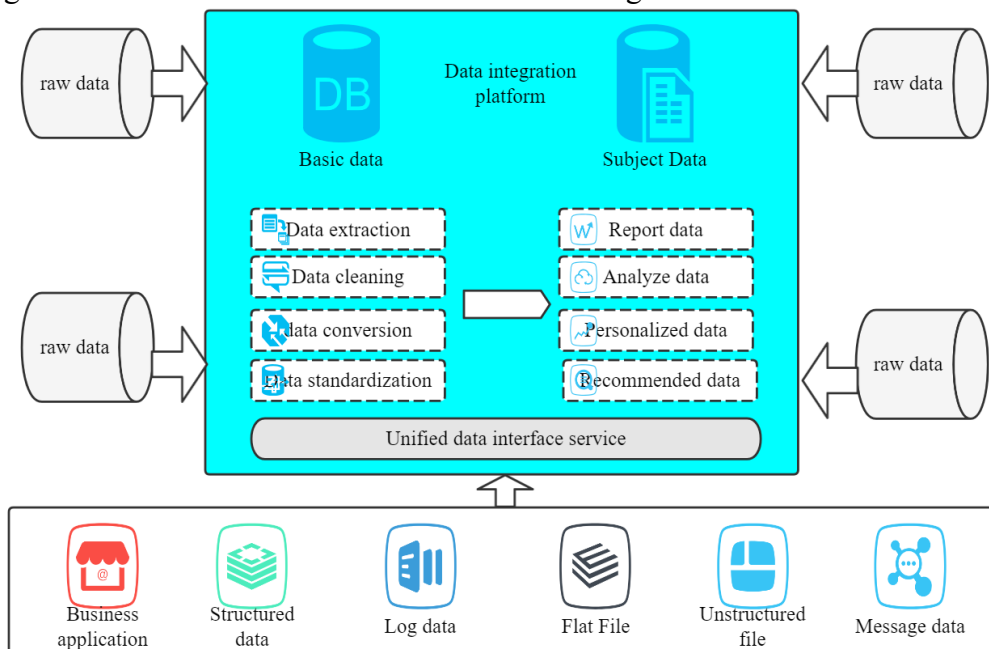 raw data
Data integration
platform
raw data
DB
Basic data
Subject Data
Data extraction
W
Report data
Data cleaning
Analyze data
data conversion
Personalized data
Data standardization
Recommended data
raw data
raw data
Unified data interface service
@
Business
application
Structured
data
Log data
Flat File
Unstructured
file
Message data